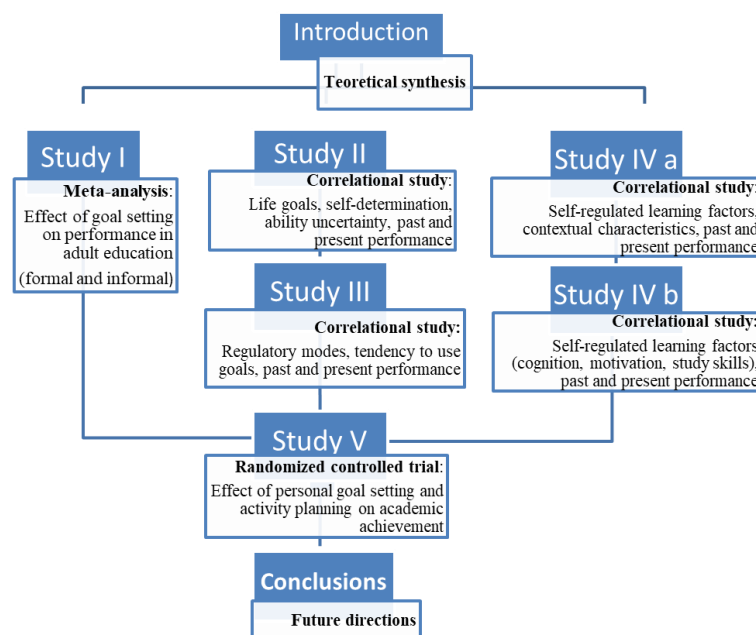 Introduction
Teoretical synthesis
Study I
Meta-analysis:
Effect of goal setting
on performance in
adult education
(formal and informal)
Study II
Correlational study:
Life goals, self-determination,
ability uncertainty, past and
present performance
Study III
Correlational study:
Regulatory modes, tendency to use
goals, past and present performance
Study IV a
Correlational study:
Self-regulated learning factors,
contextual characteristics, past and
present performance
Study IV b
Correlational study:
Self-regulated learning factors
(cognition, motivation, study skills),
past and present performance
Study V
Randomized controlled trial:
Effect of personal goal setting and
activity planning on academic
achievement
Conclusions
Future directions